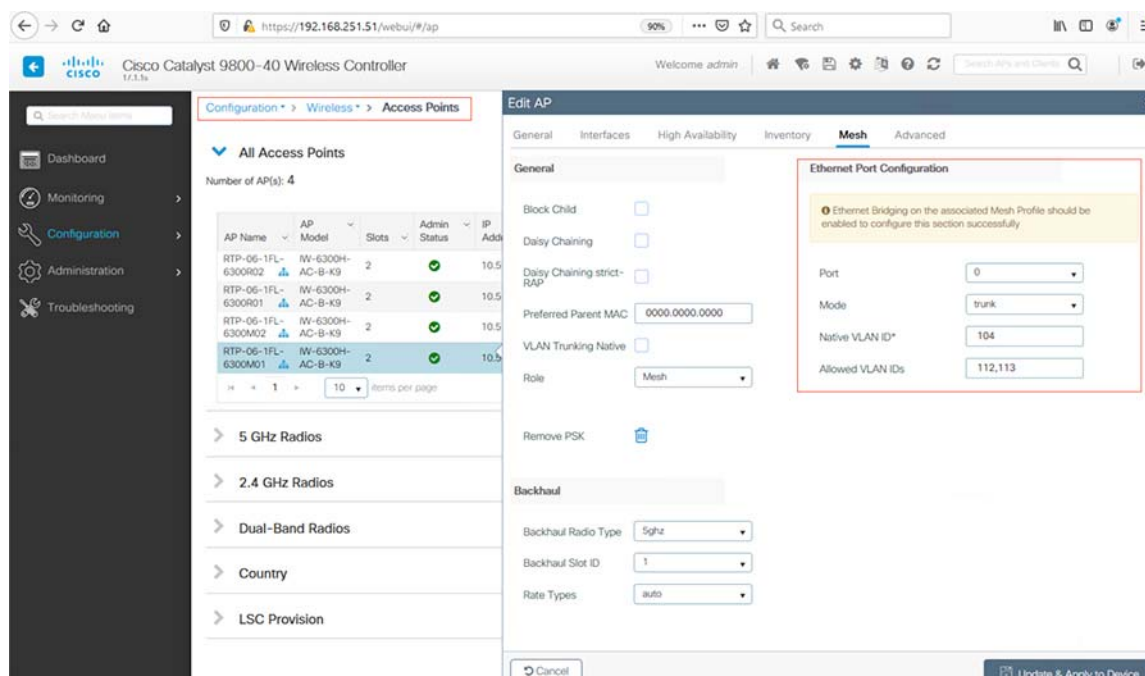 https://192.168.251.51/webui/#/ap
90%
Search
CISCO
Cisco Catalyst 9800-40 Wireless Controller
Welcome admin
Search APs and Clients
Search Menu Items
Dashboard
Monitoring
Configuration
Administration
Troubleshooting
Configuration > Wireless > Access Points
All Access Points
Number of AP(s): 4
AP Name AP Model Slots Admin Status IP
RTP-06-1FL-6300R02 IW-6300H-AC-B-K9 2 10.5
RTP-06-1FL-6300R01 IW-6300H-AC-B-K9 2 10.5
RTP-06-1FL-6300M02 IW-6300H-AC-B-K9 2 10.5
RTP-06-1FL-6300M01 IW-6300H-AC-B-K9 2
1 10 items per page
5 GHz Radios
2.4 GHz Radios
Dual-Band Radios
Country
LSC Provision
Edit AP
General Interfaces High Availability Inventory Mesh Advanced
General
Block Child
Daisy Chaining
Daisy Chaining strict-RAP
Preferred Parent MAC 0000.0000.0000
VLAN Trunking Native
Role Mesh
Remove PSK
Backhaul
Backhaul Radio Type 5ghz
Backhaul Slot ID 1
Rate Types auto
Ethernet Port Configuration
Ethernet Bridging on the associated Mesh Profile should be
enabled to configure this section successfully
Port 0
Mode trunk
Native VLAN ID* 104
Allowed VLAN IDs 112,113
Cancel
Update & Apply to Device